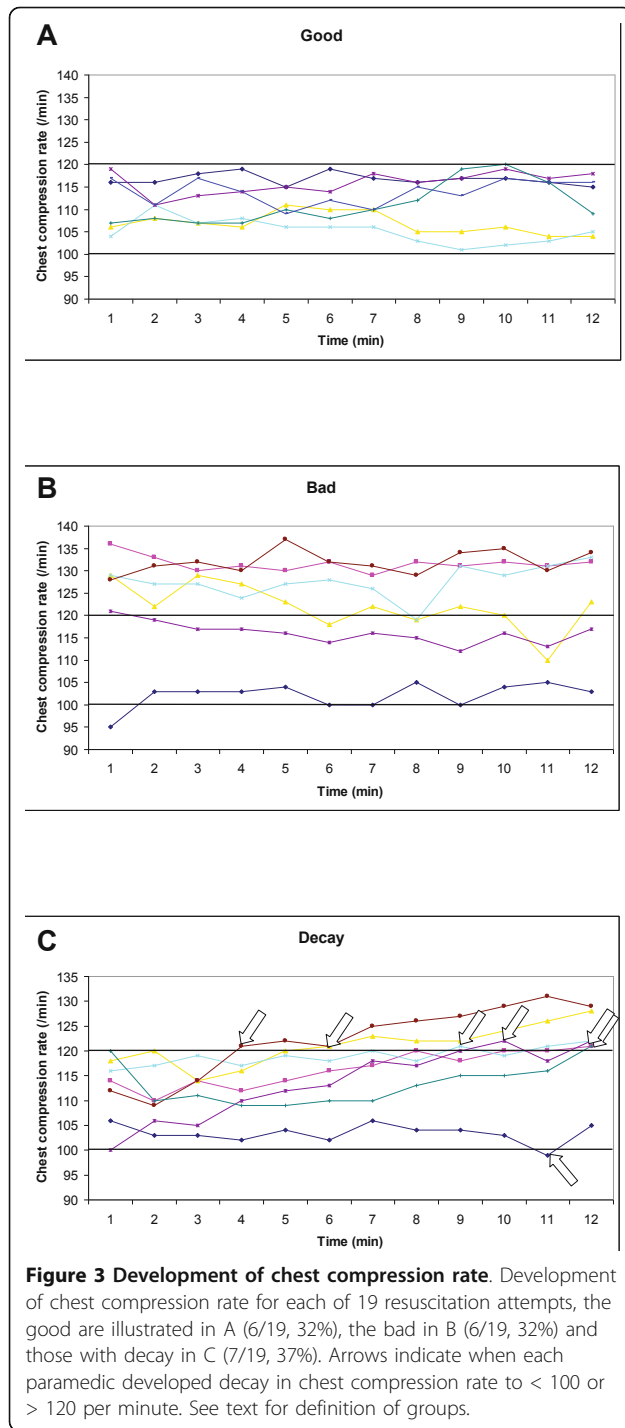 A
Good
Chest compression rate (/min)
140
135
130
125
120
115
110
105
100
95
90
1 2 3 4 5 6 7 8 9 10 11 12
Time (min)
B
Bad
Chest compression rate (/min)
140
135
130
125
120
115
110
105
100
95
90
1 2 3 4 5 6 7 8 9 10 11 12
Time (min)
C
Decay
Chest compression rate (/min)
135
130
125
120
115
110
105
100
95
90
1 2 3 4 5 6 7 8 9 10 11 12
Time (min)
Figure 3 Development of chest compression rate. Development
of chest compression rate for each of 19 resuscitation attempts, the
good are illustrated in A (6/19, 32%), the bad in B (6/19, 32%) and
those with decay in C (7/19, 37%). Arrows indicate when each
paramedic developed decay in chest compression rate to < 100 or
> 120 per minute. See text for definition of groups.